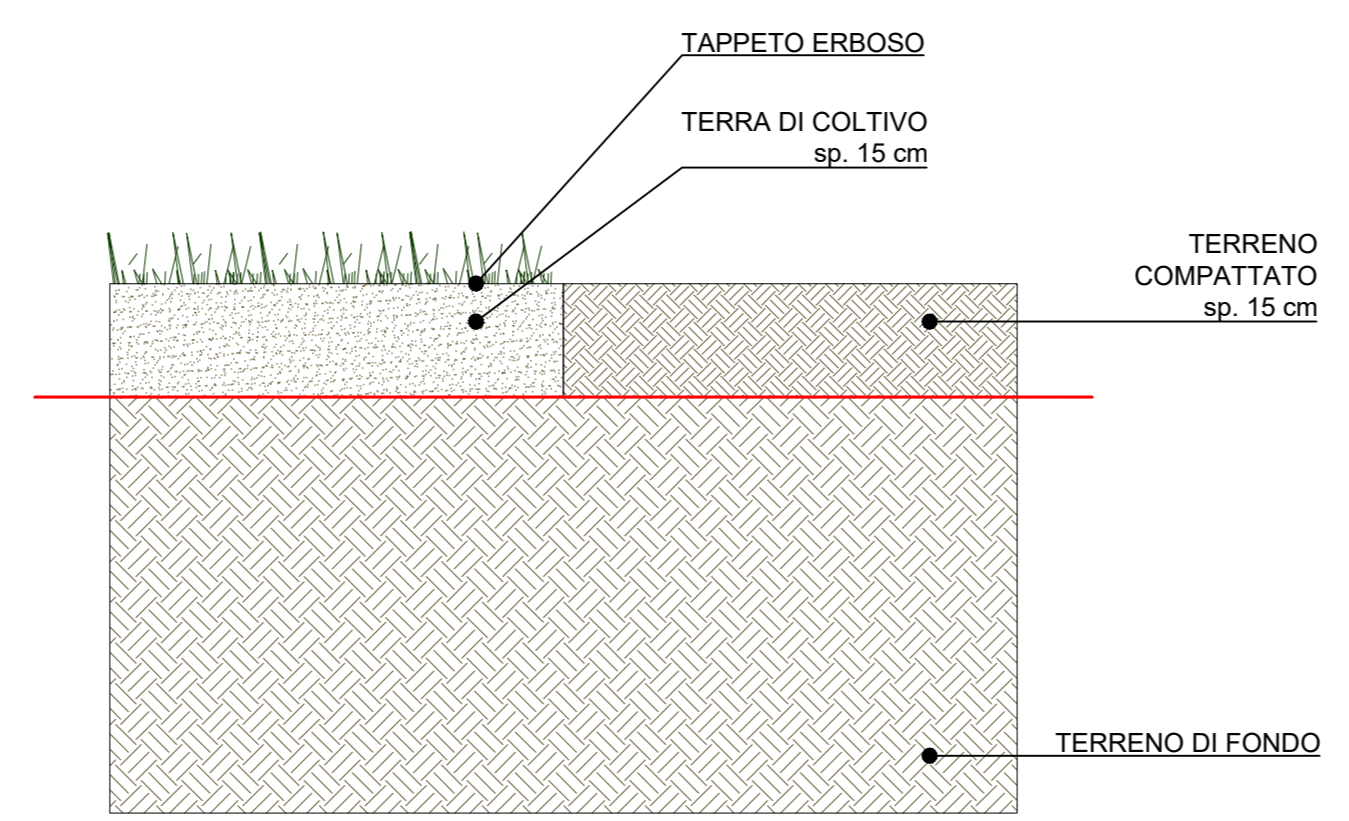 TAPPETO ERBOSO
TERRA DI COLTIVO
sp. 15 cm
TERRENO
COMPATTATO
sp. 15 cm
TERRENO DI FONDO